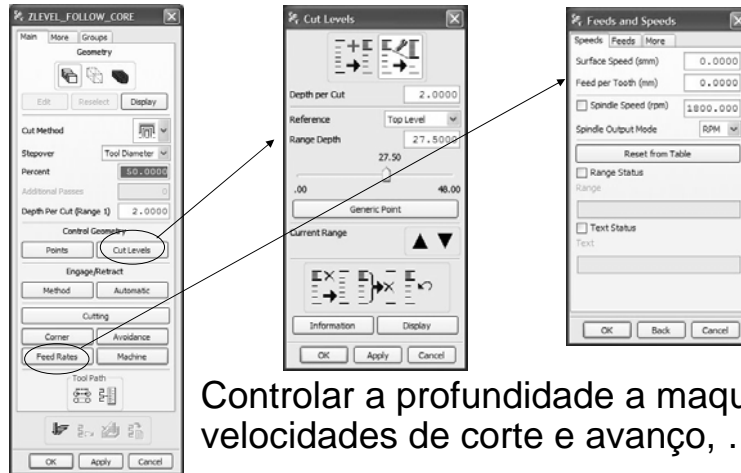 ZLEVEL_FOLLOW_CORE
Main More Groups
Geometry
Edit Reselect Display
Cut Method
Stepover Tool Diameter
Percent 50.0000
Additional Passes 0
Depth Per Cut (Range 1) 2.0000
Control Geometry
Points Cut Levels
Engage/Retract
Method Automatic
Cutting
Corner Avoidance
Feed Rates Machine
Tool Path
OK Apply Cancel
Cut Levels
Depth per Cut 2.0000
Reference Top Level
Range Depth 27.5000
27.50
.00 48.00
Generic Point
Current Range
Information Display
OK Apply Cancel
Feeds and Speeds
Speeds Feeds More
Surface Speed (smm) 0.0000
Feed per Tooth (mm) 0.0000
Spindle Speed (rpm) 1800.000
Spindle Output Mode RPM
Reset from Table
Range Status
Range
Text Status
Text
OK Back Cancel
Controlar a profundidade a maqu
velocidades de corte e avanço, .